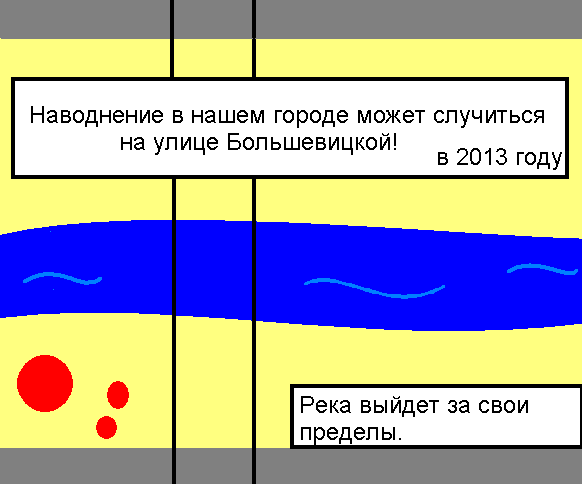 Наводнение в нашем городе может случиться
на улице Большевицкой!
в 2013 году
Река выйдет за свои
пределы.